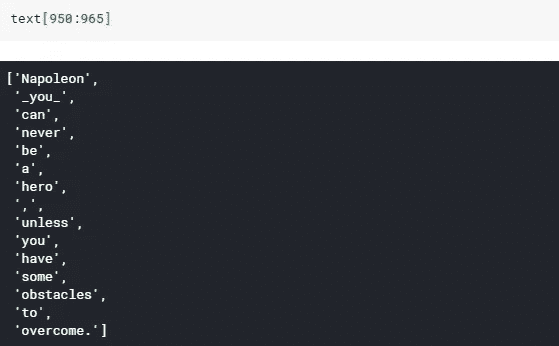 text[950:965]
['Napoleon',
'_you_',
'can',
'never',
'be',
'a',
'hero',
',',
'unless',
'you',
'have',
'some',
'obstacles',
'to',
'overcome.']